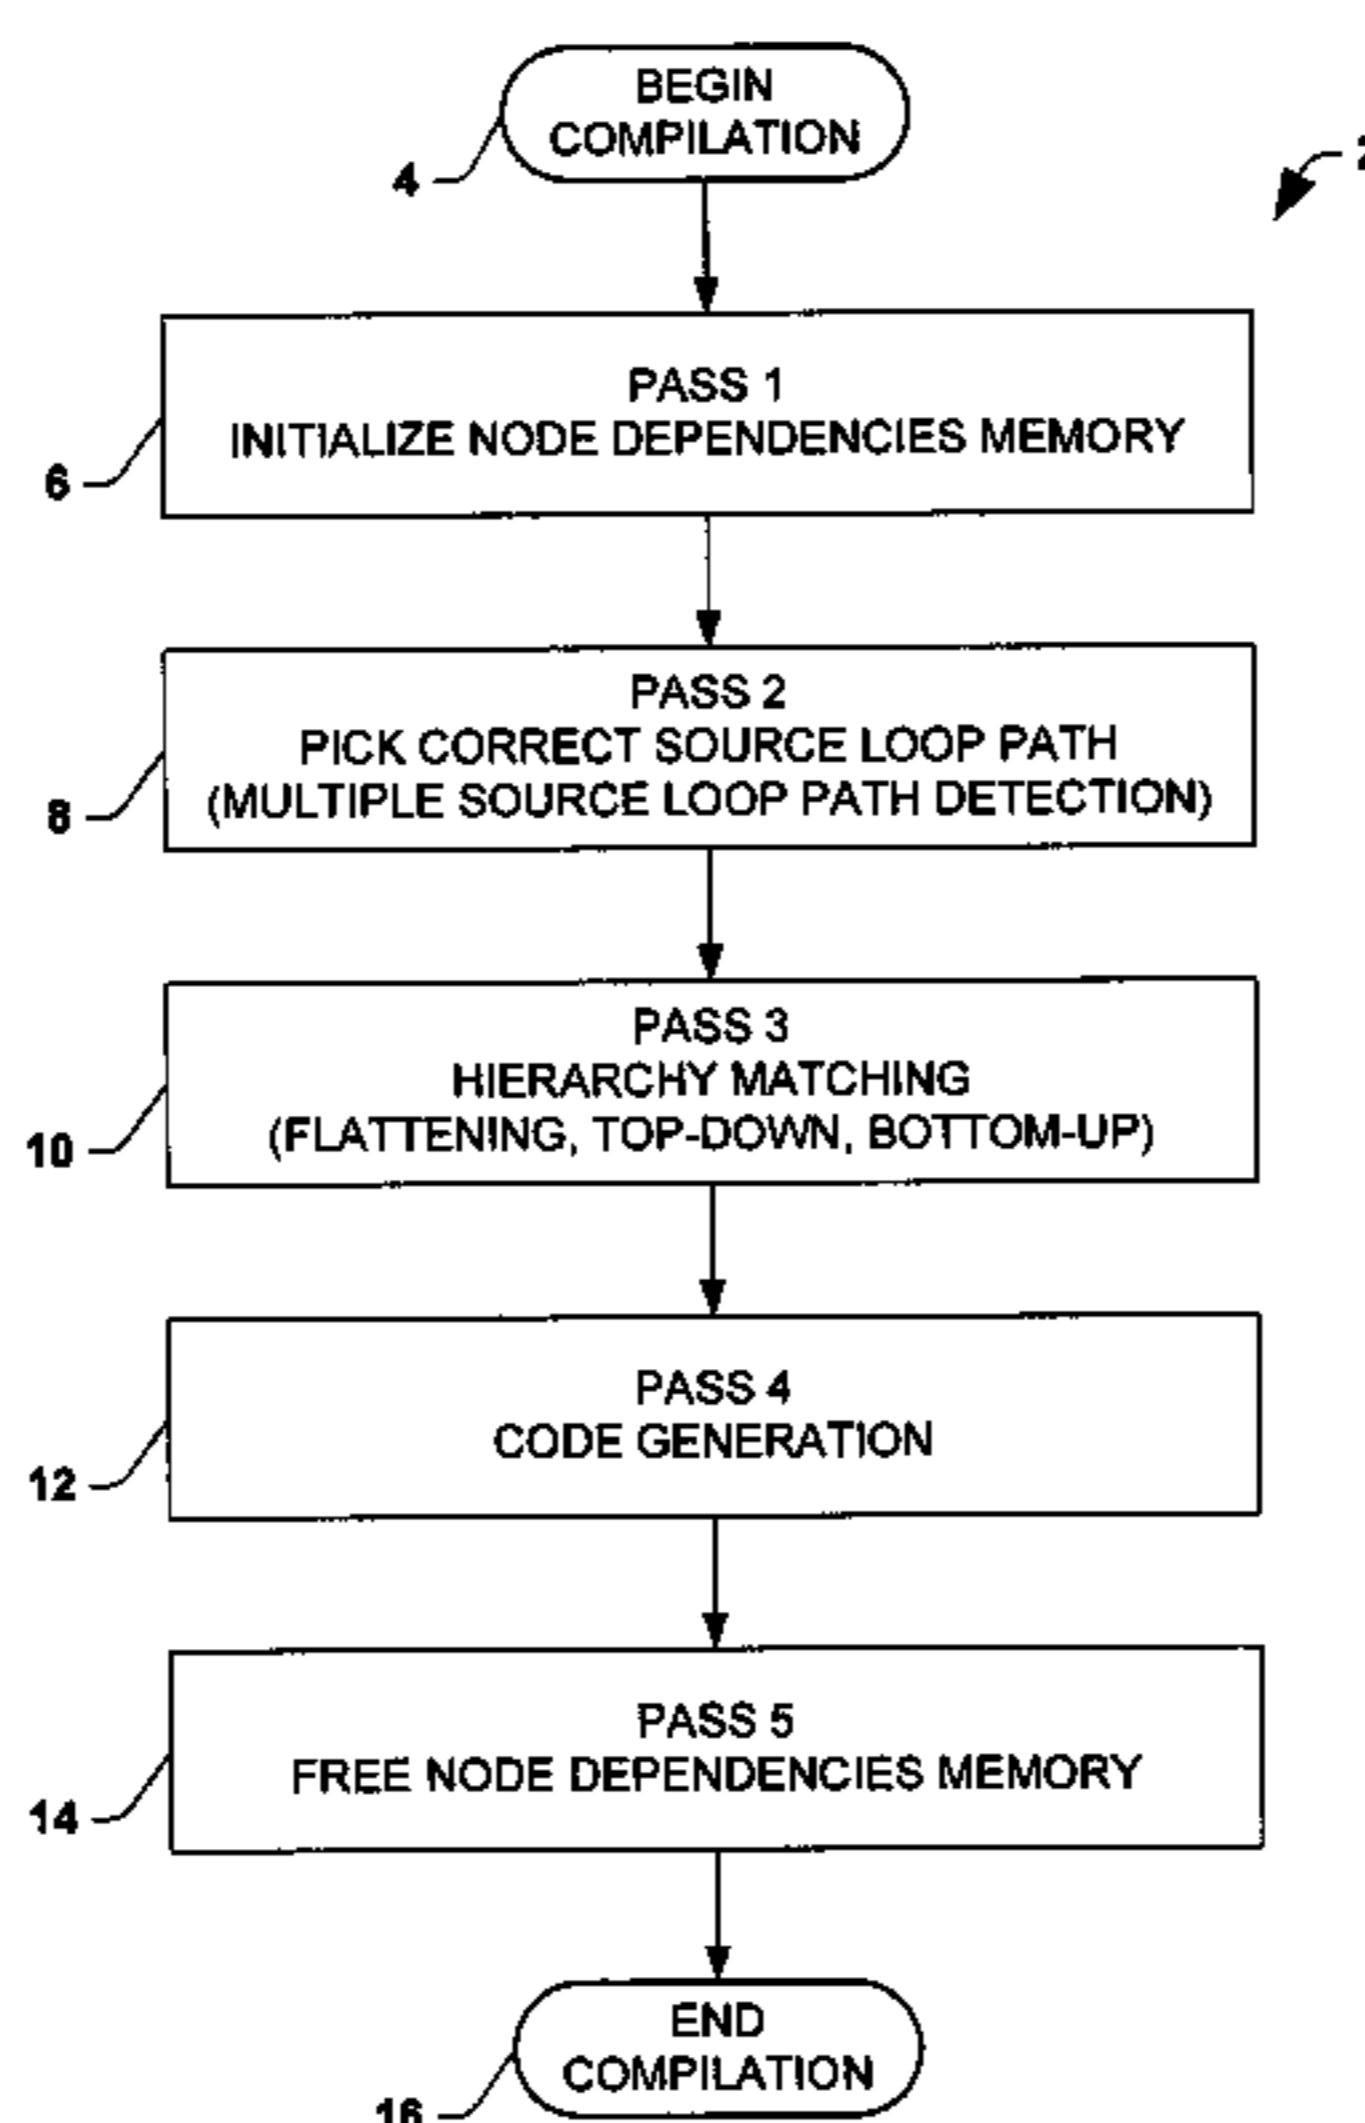 BEGIN
COMPILATION
4
2
PASS 1
INITIALIZE NODE DEPENDENCIES MEMORY
6
PASS 2
PICK CORRECT SOURCE LOOP PATH
(MULTIPLE SOURCE LOOP PATH DETECTION)
8
PASS 3
HIERARCHY MATCHING
(FLATTENING, TOP-DOWN, BOTTOM-UP)
10
PASS 4
CODE GENERATION
12
PASS 5
FREE NODE DEPENDENCIES MEMORY
14
END
COMPILATION
16